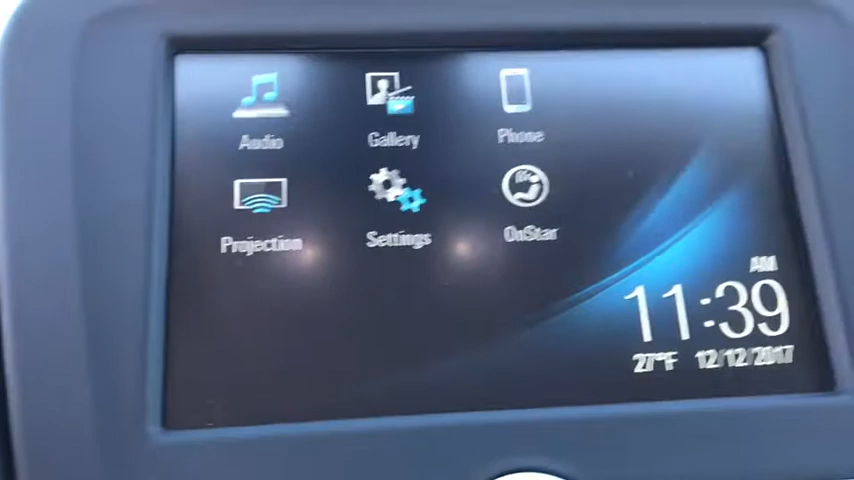 Audio Gallery Phone
Projection Settings OnStar
AM
11:39
27°F 12/12/2017